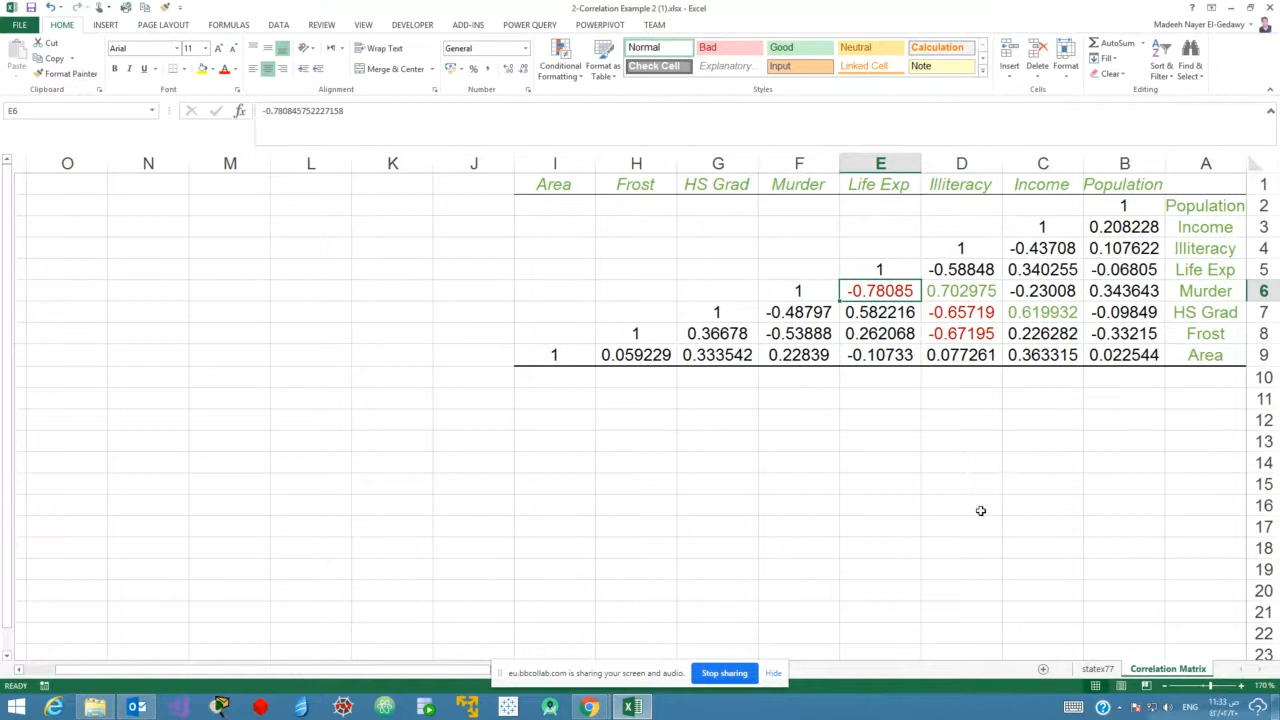 2-Correlation Example 2 (1).xlsx - Excel
FILE HOME INSERT PAGE LAYOUT FORMULAS DATA REVIEW VIEW DEVELOPER ADD-INS POWER QUERY POWERPIVOT TEAM
Madeeh Nayer El-Gedawy
Paste
Cut
Copy
Format Painter
Clipboard
Arial 11
B I U
Font
Wrap Text
Merge & Center
Alignment
General
$ % ,
Number
Conditional Formatting
Format as Table
Normal Bad Good Neutral Calculation
Check Cell Explanatory... Input Linked Cell Note
Styles
Insert Delete Format
Cells
AutoSum
Fill
Clear
Sort & Filter
Find & Select
Editing
E6 fx -0.780845752227158
O N M L K J I H G F E D C B A
Area Frost HS Grad Murder Life Exp Illiteracy Income Population 1
1 Population 2
1 0.208228 Income 3
1 -0.43708 0.107622 Illiteracy 4
1 -0.58848 0.340255 -0.06805 Life Exp 5
1 -0.78085 0.702975 -0.23008 0.343643 Murder 6
1 -0.48797 0.582216 -0.65719 0.619932 -0.09849 HS Grad 7
1 0.36678 -0.53888 0.262068 -0.67195 0.226282 -0.33215 Frost 8
1 0.059229 0.333542 0.22839 -0.10733 0.077261 0.363315 0.022544 Area 9
10
11
12
13
14
15
16
17
18
19
20
21
22
23
eu.bbcollab.com is sharing your screen and audio. Stop sharing Hide
statex77 Correlation Matrix
READY
170 %
ENG 11:33 ص